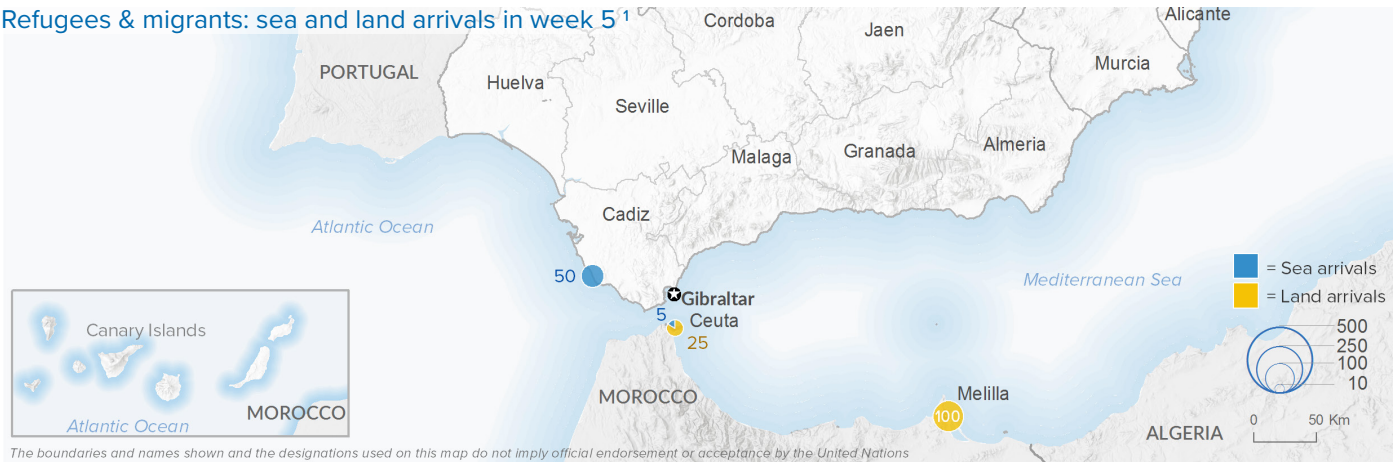 Refugees & migrants: sea and land arrivals in week 5 ¹
Cordoba
Jaen
Alicante
PORTUGAL
Huelva
Seville
Murcia
Malaga
Granada
Almeria
Cadiz
Atlantic Ocean
50
Mediterranean Sea
= Sea arrivals
= Land arrivals
Gibraltar
5
Ceuta
25
Canary Islands
500
250
100
10
MOROCCO
Melilla
100
MOROCCO
Atlantic Ocean
0 50 Km
ALGERIA
The boundaries and names shown and the designations used on this map do not imply official endorsement or acceptance by the United Nations